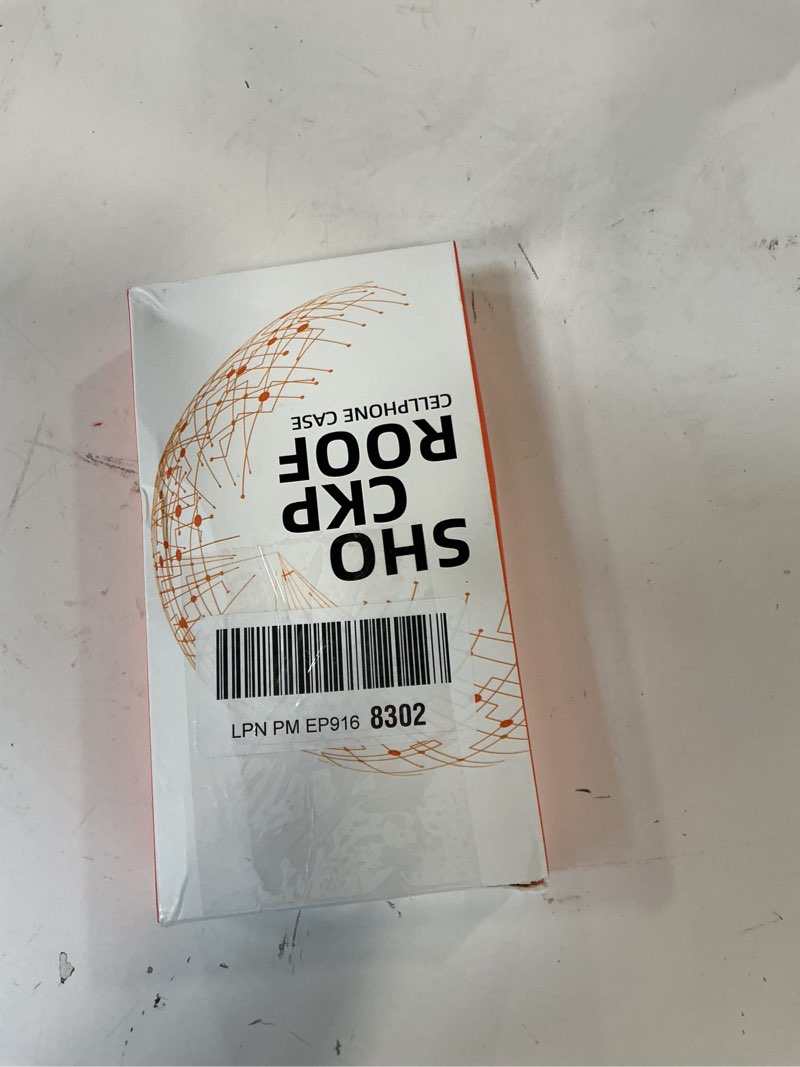 SHO
CKP
ROOF
CELLPHONE CASE
LPN PM EP916 8302